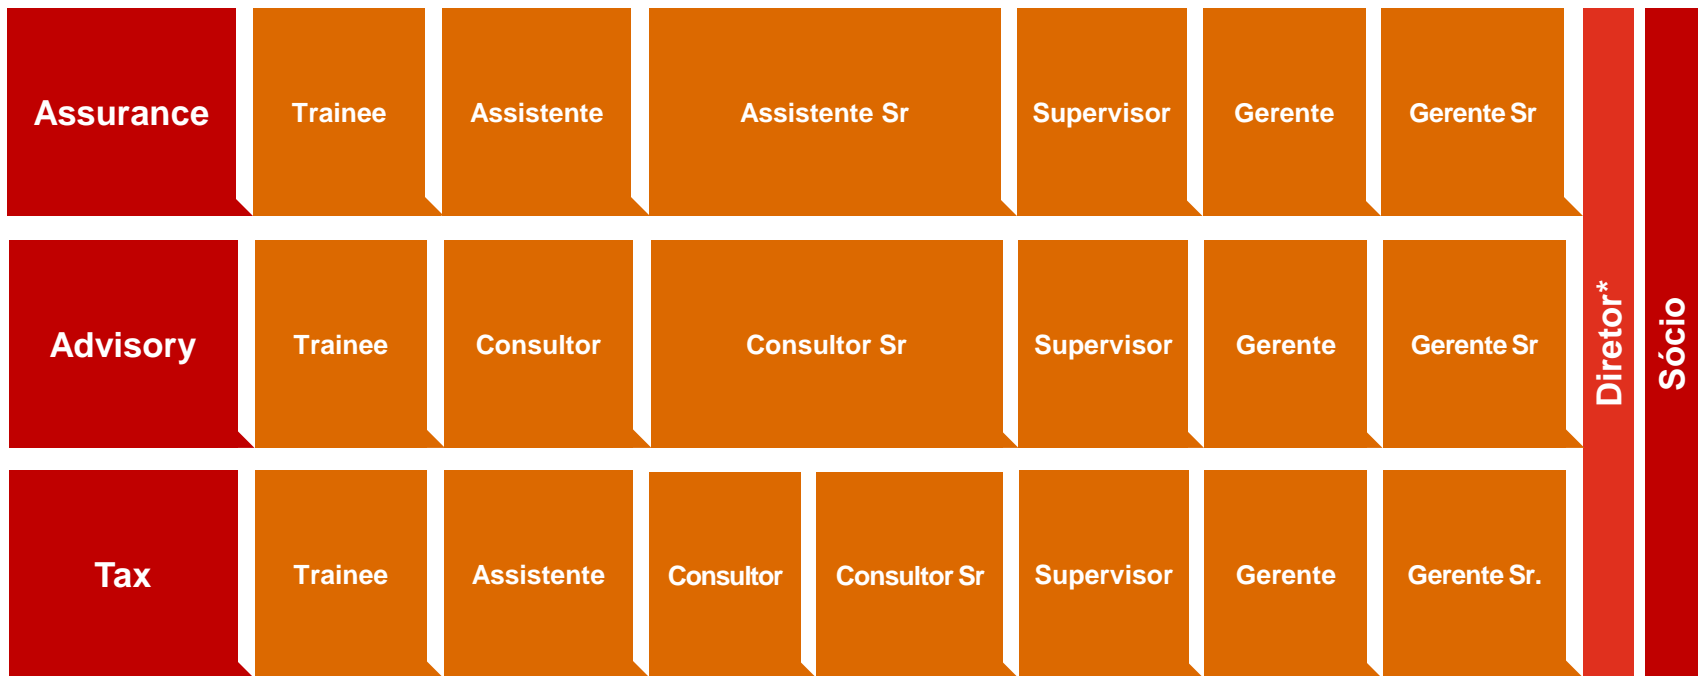 Assurance
Trainee
Assistente
Assistente Sr
Supervisor
Gerente
Gerente Sr
Advisory
Trainee
Consultor
Consultor Sr
Supervisor
Gerente
Gerente Sr
Tax
Trainee
Assistente
Consultor
Consultor Sr
Supervisor
Gerente
Gerente Sr.
Diretor*
Sócio